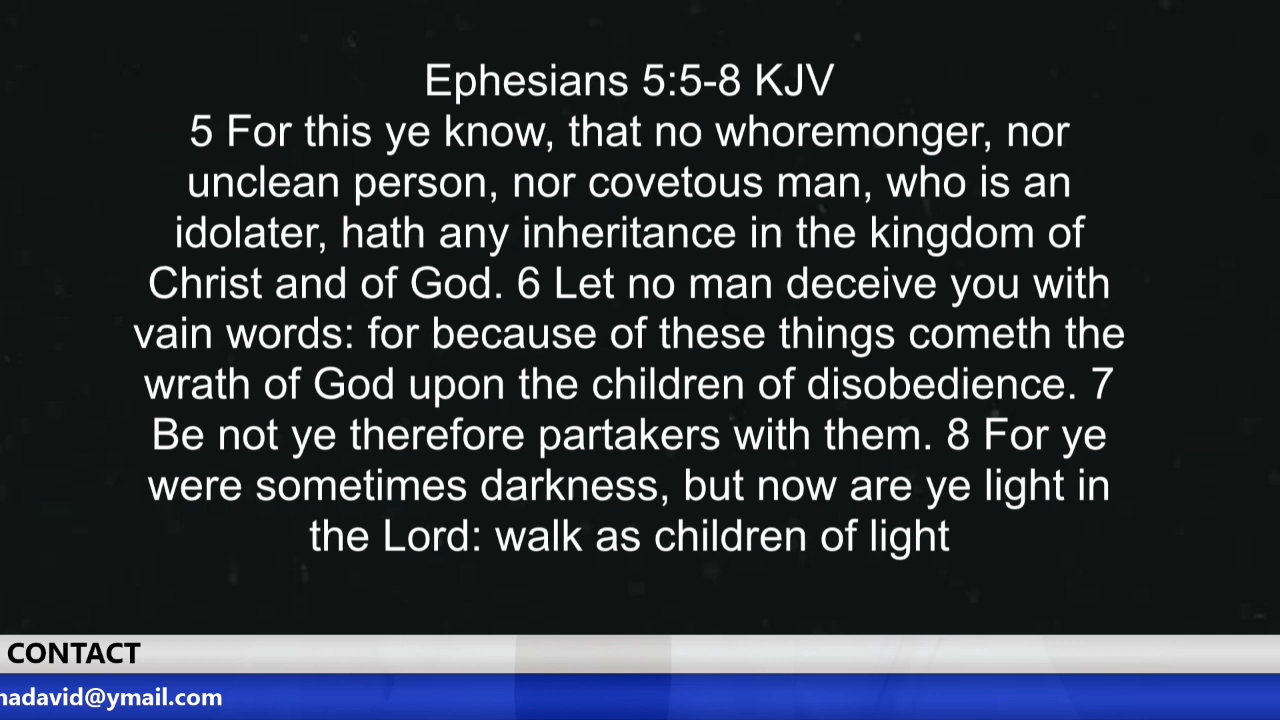 Ephesians 5:5-8 KJV
5 For this ye know, that no whoremonger, nor
unclean person, nor covetous man, who is an
idolater, hath any inheritance in the kingdom of
Christ and of God. 6 Let no man deceive you with
vain words: for because of these things cometh the
wrath of God upon the children of disobedience. 7
Be not ye therefore partakers with them. 8 For ye
were sometimes darkness, but now are ye light in
the Lord: walk as children of light
CONTACT
nadavid@ymail.com